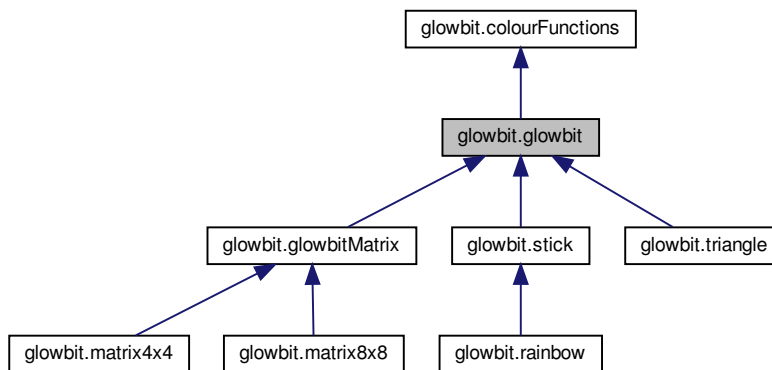 glowbit.colourFunctions
glowbit.glowbit
glowbit.glowbitMatrix
glowbit.stick
glowbit.triangle
glowbit.matrix4x4
glowbit.matrix8x8
glowbit.rainbow